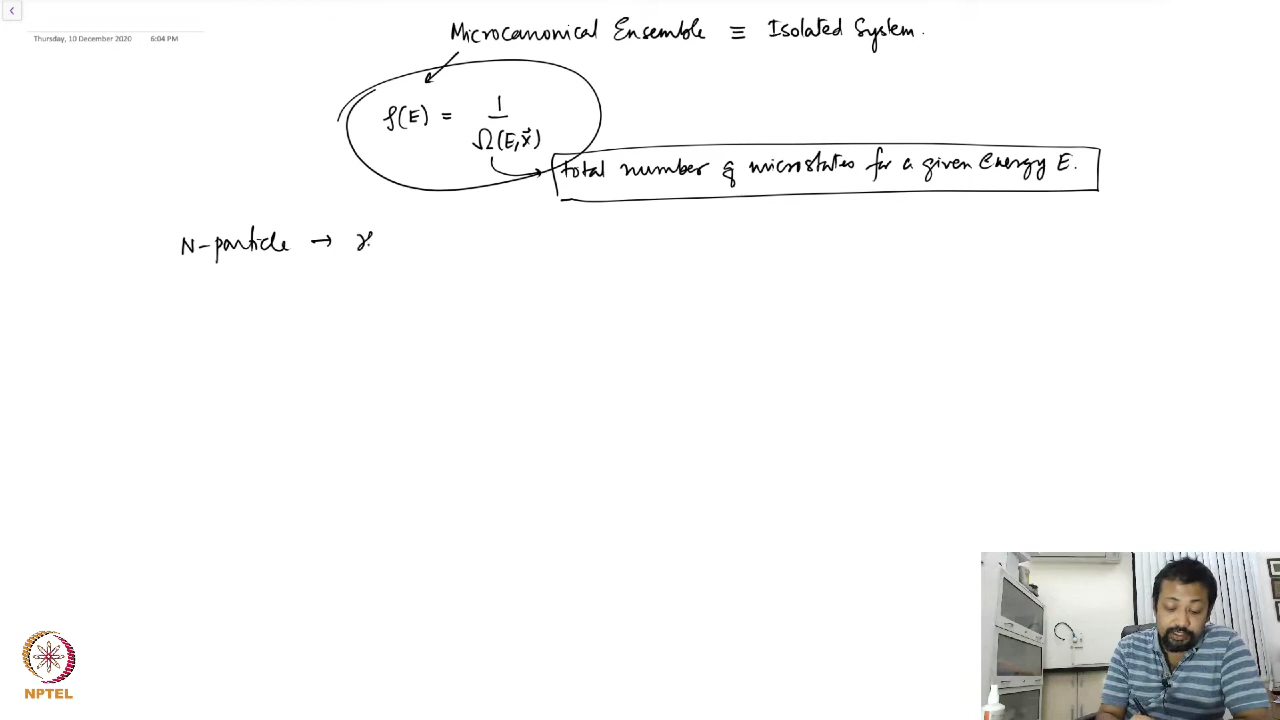 Thursday, 10 December 2020 6:04 PM
Microcanonical Ensemble ≡ Isolated System.
ρ(E) = 1 / Ω(E, x⃗)
total number of microstates for a given Energy E.
N-particle → γ
NPTEL